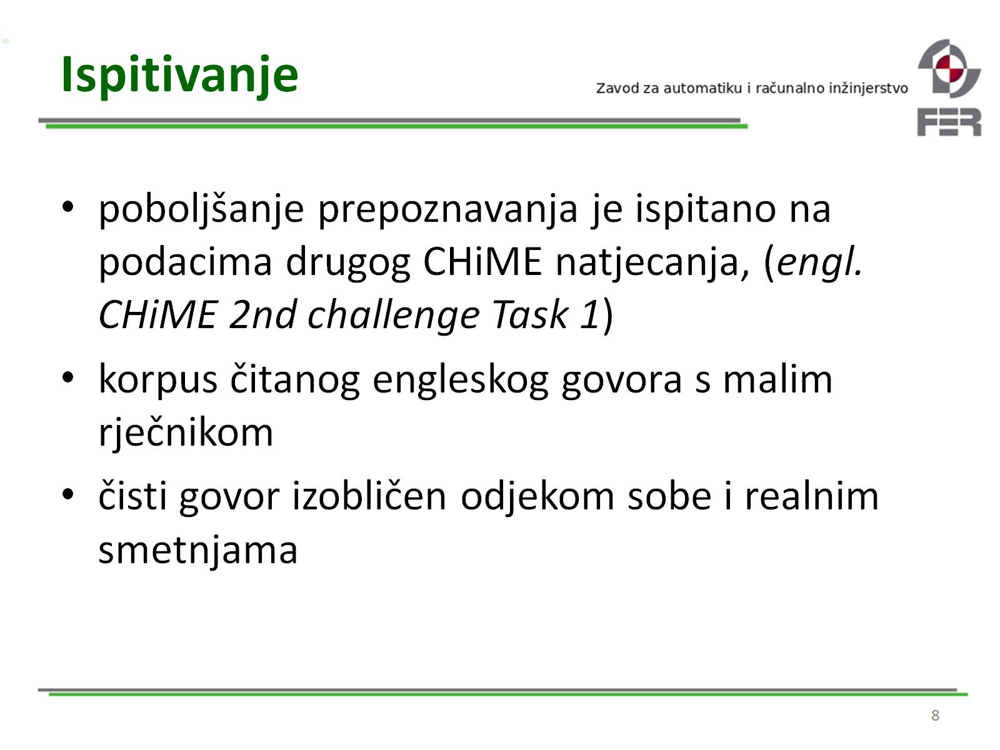 Ispitivanje
Zavod za automatiku i računalno inžinjerstvo
FER
• poboljšanje prepoznavanja je ispitano na
podacima drugog CHiME natjecanja, (engl.
CHiME 2nd challenge Task 1)
• korpus čitanog engleskog govora s malim
rječnikom
• čisti govor izobličen odjekom sobe i realnim
smetnjama
8